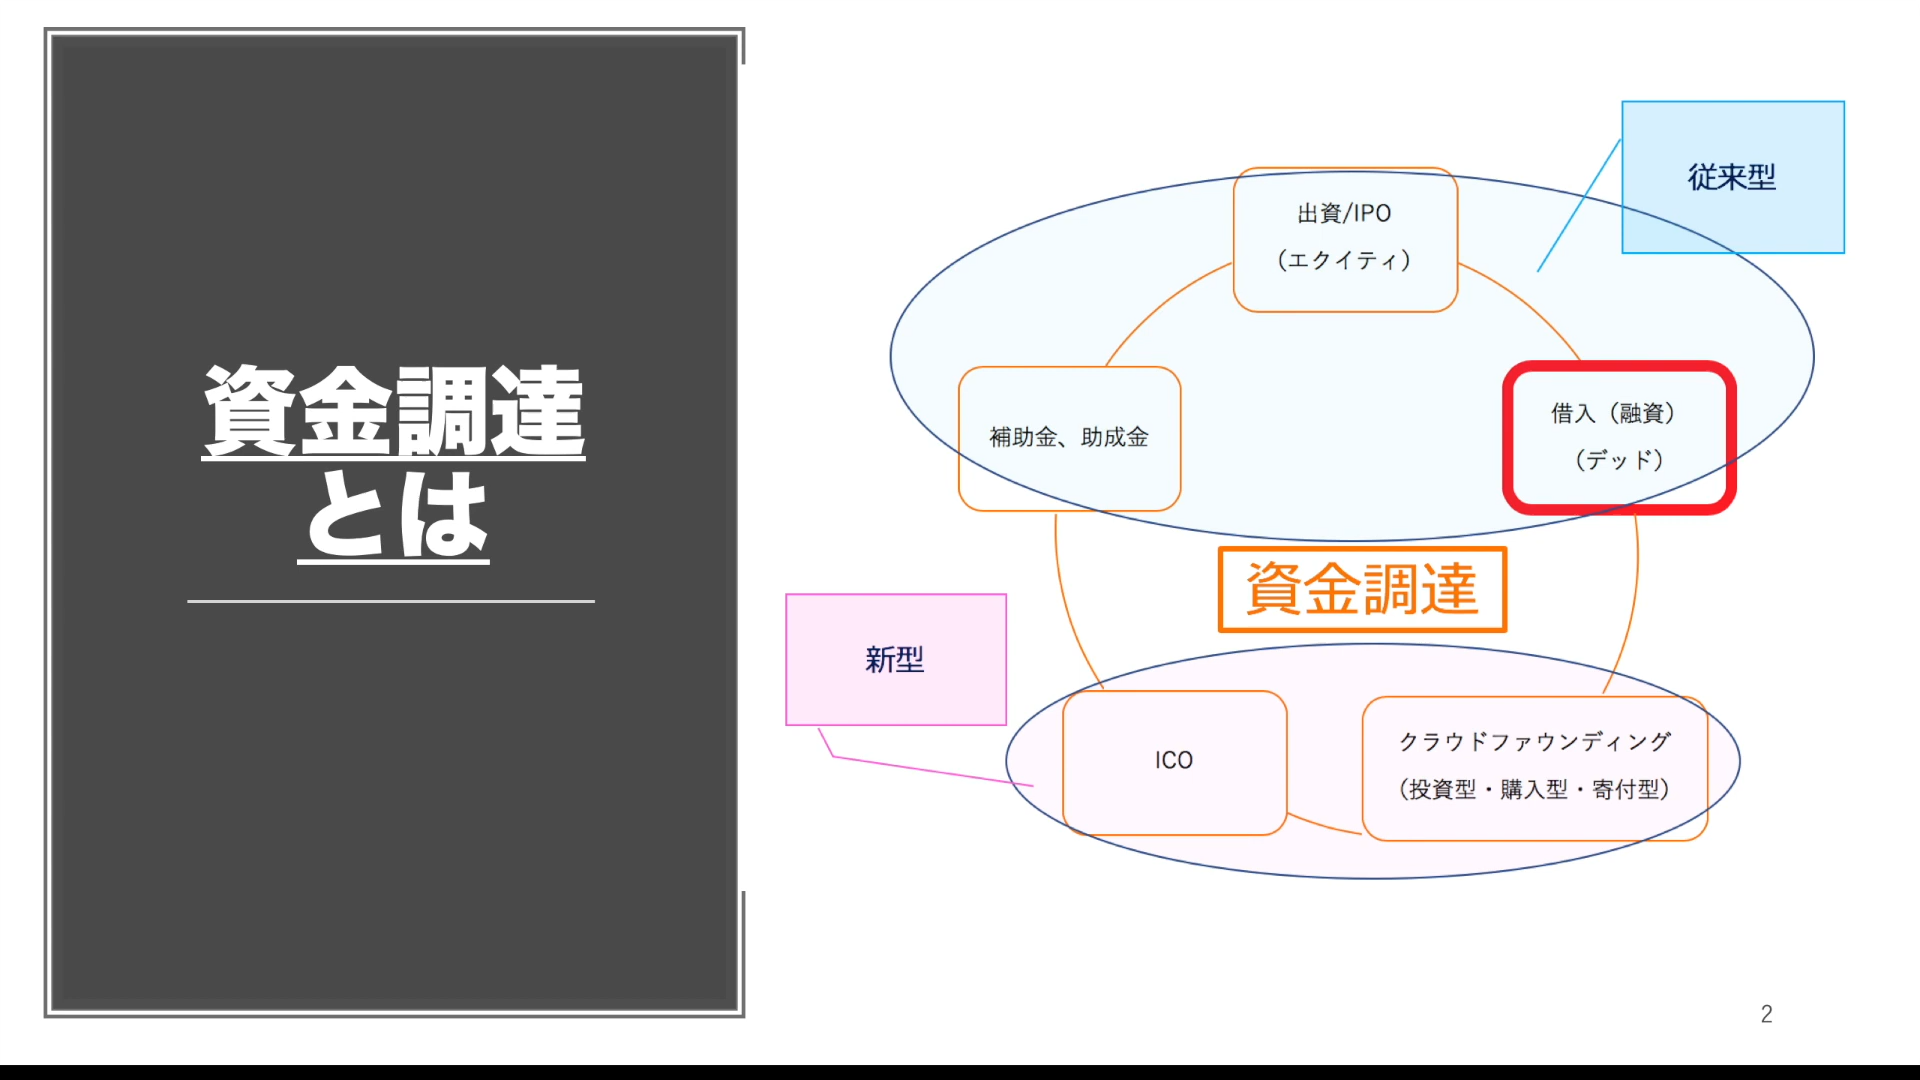 資金調達
とは
従来型
出資/IPO
（エクイティ）
補助金、助成金
借入（融資）
（デッド）
資金調達
新型
ICO
クラウドファウンディング
（投資型・購入型・寄付型）
2